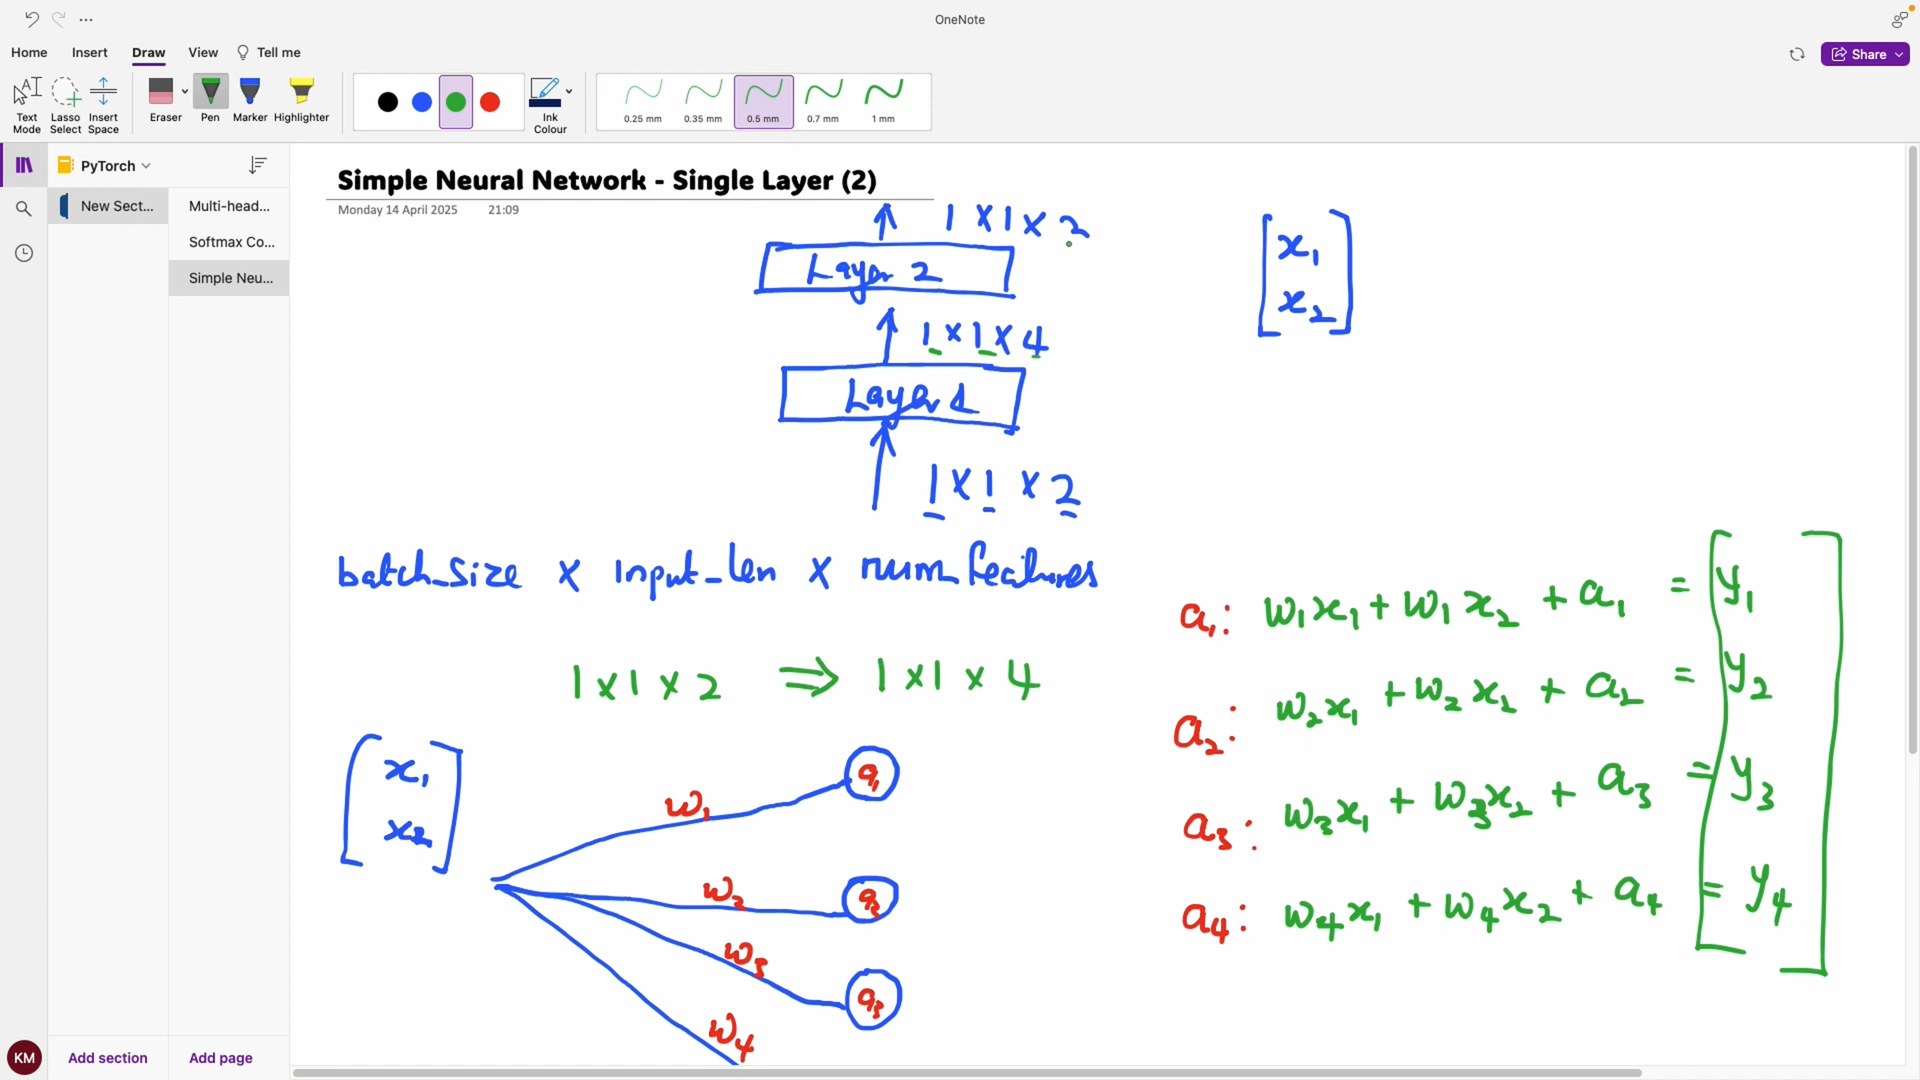 OneNote
Home Insert Draw View Tell me
Share
Text Mode
Lasso Select
Insert Space
Eraser
Pen
Marker
Highlighter
Ink Colour
0.25 mm
0.35 mm
0.5 mm
0.7 mm
1 mm
PyTorch
New Sect...
Multi-head...
Softmax Co...
Simple Neu...
Simple Neural Network - Single Layer (2)
Monday 14 April 2025 21:09
1 x 1 x 2
Layer 2
1 x 1 x 4
Layer 1
1 x 1 x 2
x₁
x₂
batch_size x input_len x num_features
1 x 1 x 2 ⇒ 1 x 1 x 4
x₁
x₂
w₁
w₂
w₃
w₄
a₁
a₂
a₃
a₁: w₁x₁ + w₁x₂ + a₁ = y₁
a₂: w₂x₁ + w₂x₂ + a₂ = y₂
a₃: w₃x₁ + w₃x₂ + a₃ = y₃
a₄: w₄x₁ + w₄x₂ + a₄ = y₄
KM
Add section
Add page